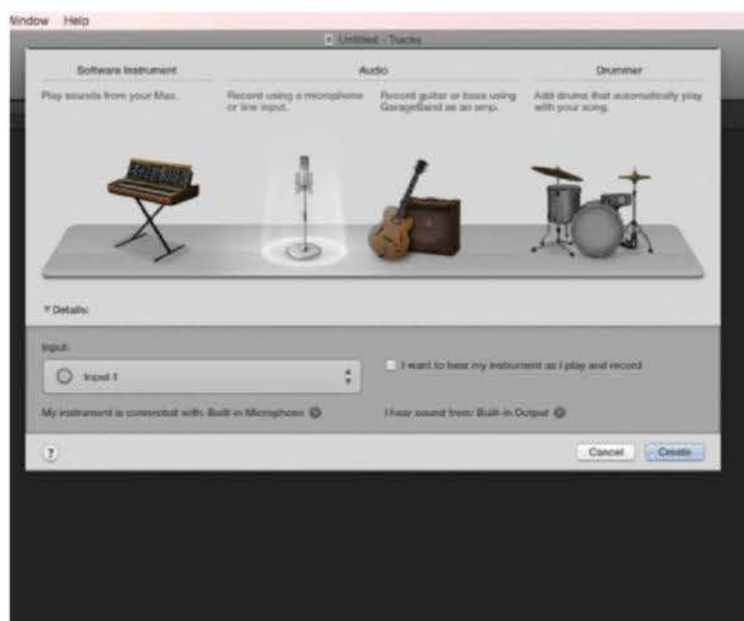 Window Help
Untitled - Tracks
Software Instrument
Play sounds from your Mac.
Audio
Record using a microphone
or line input.
Record guitar or bass using
GarageBand as an amp.
Drummer
Add drums that automatically play
with your song.
Details:
Input:
Input 1
I want to hear my instrument as I play and record
My instrument is connected with: Built-in Microphone
I hear sound from: Built-in Output
?
Cancel
Create